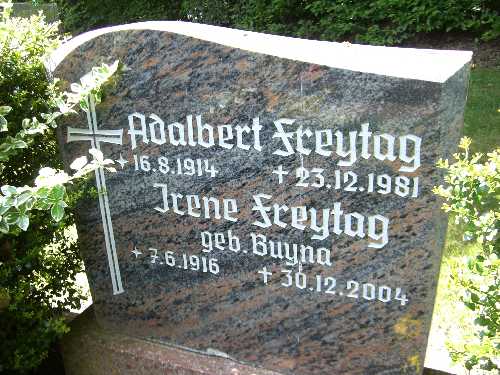 Adalbert Freytag
* 16.8.1914 † 23.12.1981
Irene Freytag
geb. Buyna
* 7.6.1916 † 30.12.2004